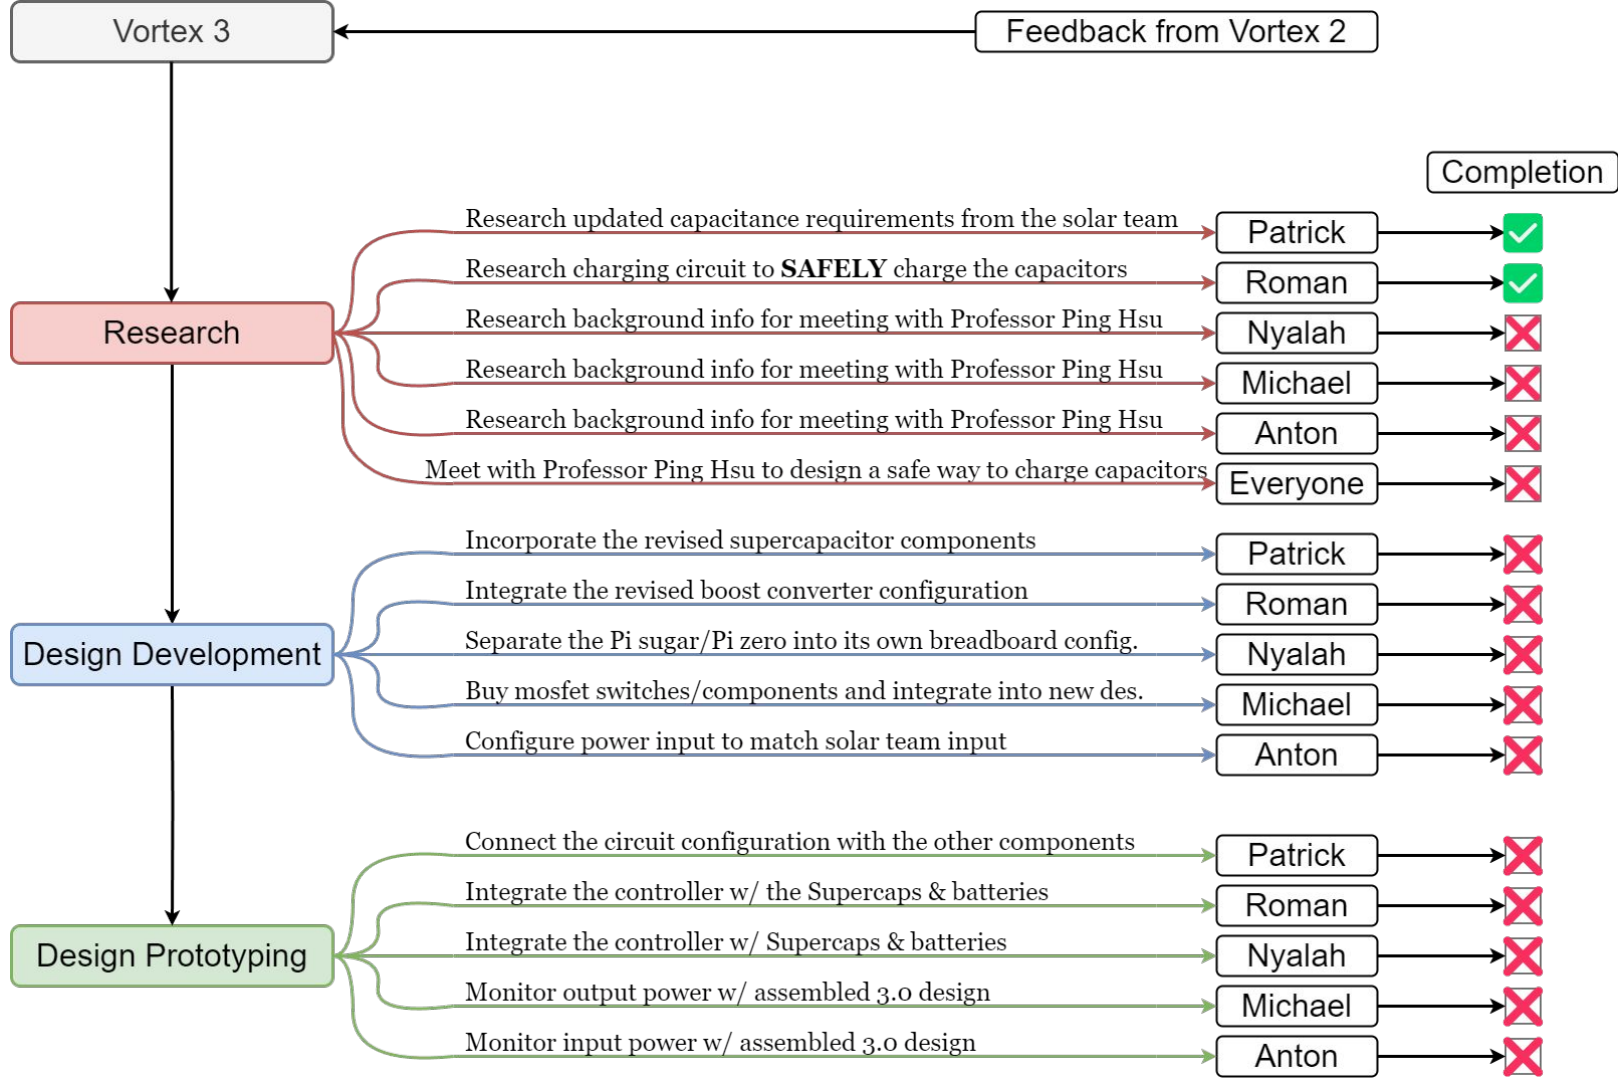 Vortex 3
Feedback from Vortex 2
Completion
Research
Research updated capacitance requirements from the solar team
Patrick
Research charging circuit to SAFELY charge the capacitors
Roman
Research background info for meeting with Professor Ping Hsu
Nyalah
Research background info for meeting with Professor Ping Hsu
Michael
Research background info for meeting with Professor Ping Hsu
Anton
Meet with Professor Ping Hsu to design a safe way to charge capacitors
Everyone
Design Development
Incorporate the revised supercapacitor components
Patrick
Integrate the revised boost converter configuration
Roman
Separate the Pi sugar/Pi zero into its own breadboard config.
Nyalah
Buy mosfet switches/components and integrate into new des.
Michael
Configure power input to match solar team input
Anton
Design Prototyping
Connect the circuit configuration with the other components
Patrick
Integrate the controller w/ the Supercaps & batteries
Roman
Integrate the controller w/ Supercaps & batteries
Nyalah
Monitor output power w/ assembled 3.0 design
Michael
Monitor input power w/ assembled 3.0 design
Anton